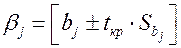 β_j = [ b_j ± t_кр · S_{b_j} ]